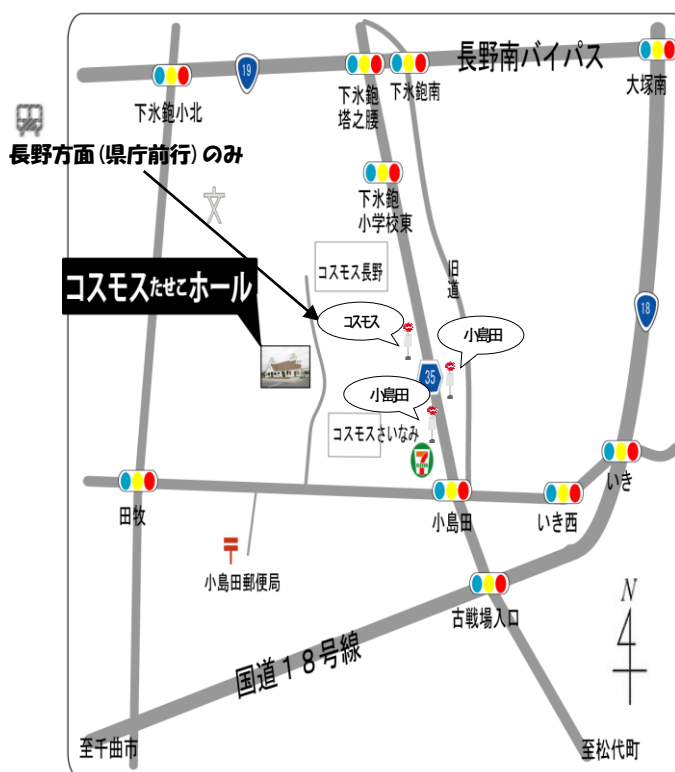 長野南バイパス
19
下氷鉋小北
下氷鉋
塔之腰
下氷鉋南
大塚南
長野方面(県庁前行)のみ
下氷鉋
小学校東
文
コスモス長野
旧道
コスモスたせこホール
コスモス
小島田
18
35
小島田
コスモスさいなみ
7
田牧
小島田
いき西
いき
小島田郵便局
古戦場入口
N
国道18号線
至千曲市
至松代町